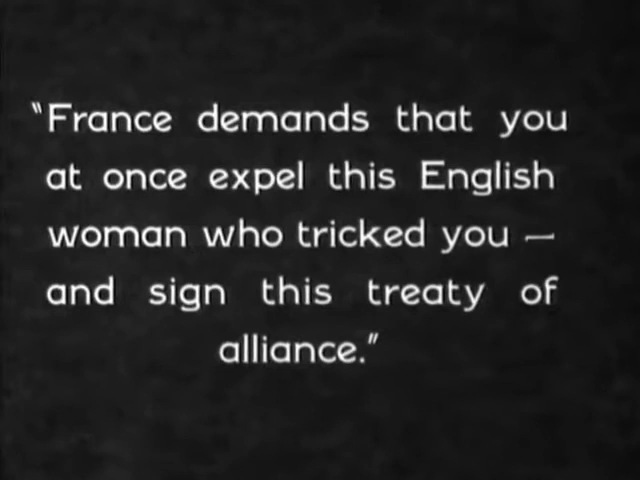 “France demands that you
at once expel this English
woman who tricked you —
and sign this treaty of
alliance.”